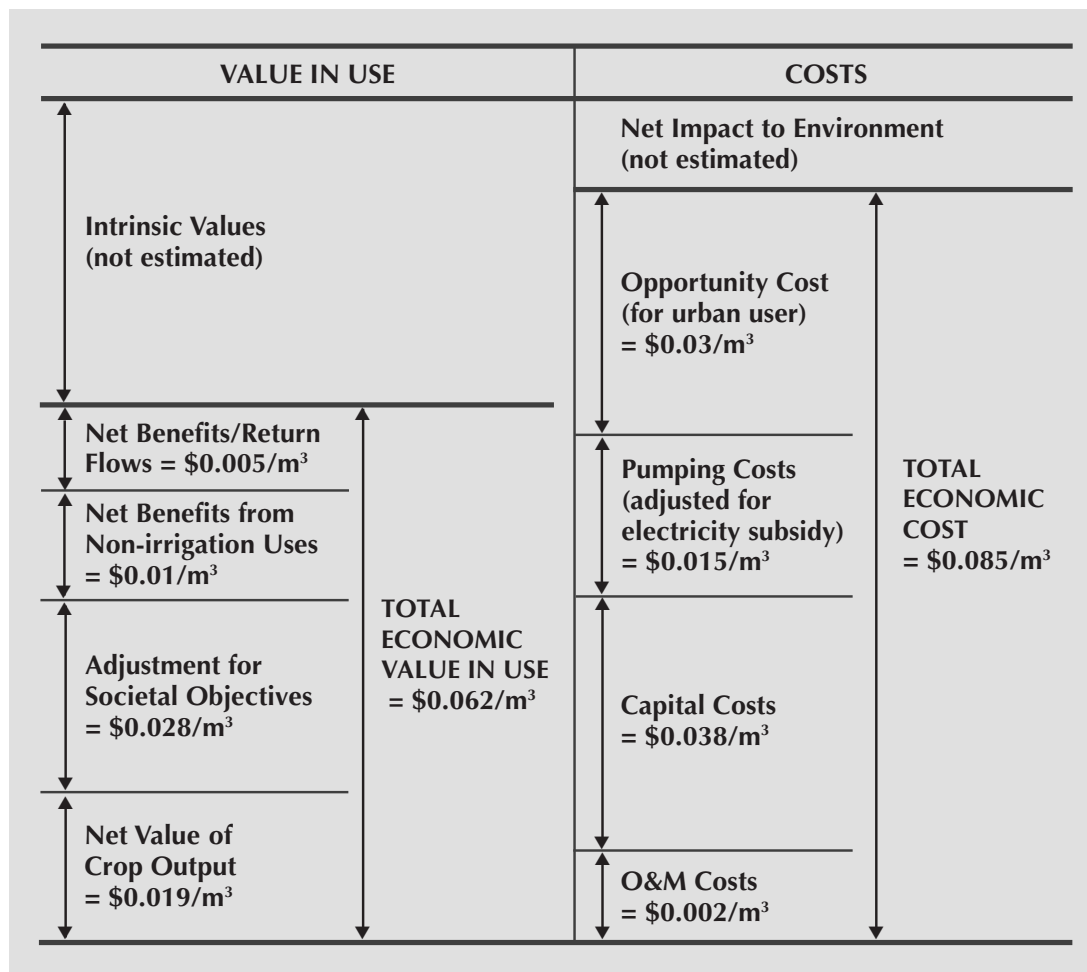 VALUE IN USE
Intrinsic Values
(not estimated)
Net Benefits/Return
Flows = $0.005/m³
Net Benefits from
Non-irrigation Uses
= $0.01/m³
Adjustment for
Societal Objectives
= $0.028/m³
Net Value of
Crop Output
= $0.019/m³
TOTAL
ECONOMIC
VALUE IN USE
= $0.062/m³
COSTS
Net Impact to Environment
(not estimated)
Opportunity Cost
(for urban user)
= $0.03/m³
Pumping Costs
(adjusted for
electricity subsidy)
= $0.015/m³
Capital Costs
= $0.038/m³
O&M Costs
= $0.002/m³
TOTAL
ECONOMIC
COST
= $0.085/m³